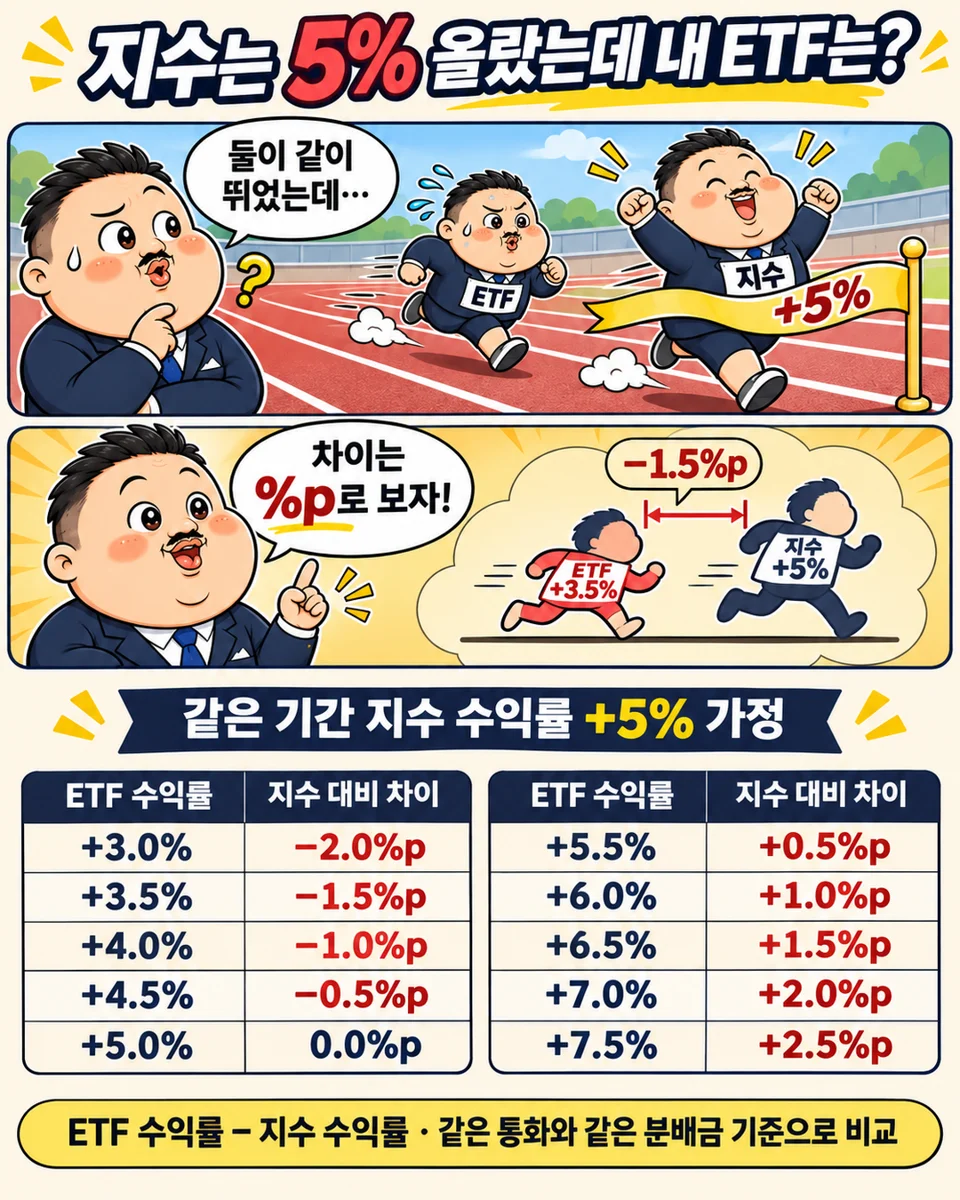 지수는 5% 올랐는데 내 ETF는?
둘이 같이
뛰었는데…
?
ETF
지수
+5%
차이는
%p로 보자!
−1.5%p
ETF
+3.5%
지수
+5%
같은 기간 지수 수익률 +5% 가정
ETF 수익률 지수 대비 차이
+3.0% −2.0%p
+3.5% −1.5%p
+4.0% −1.0%p
+4.5% −0.5%p
+5.0% 0.0%p
ETF 수익률 지수 대비 차이
+5.5% +0.5%p
+6.0% +1.0%p
+6.5% +1.5%p
+7.0% +2.0%p
+7.5% +2.5%p
ETF 수익률 − 지수 수익률 · 같은 통화와 같은 분배금 기준으로 비교